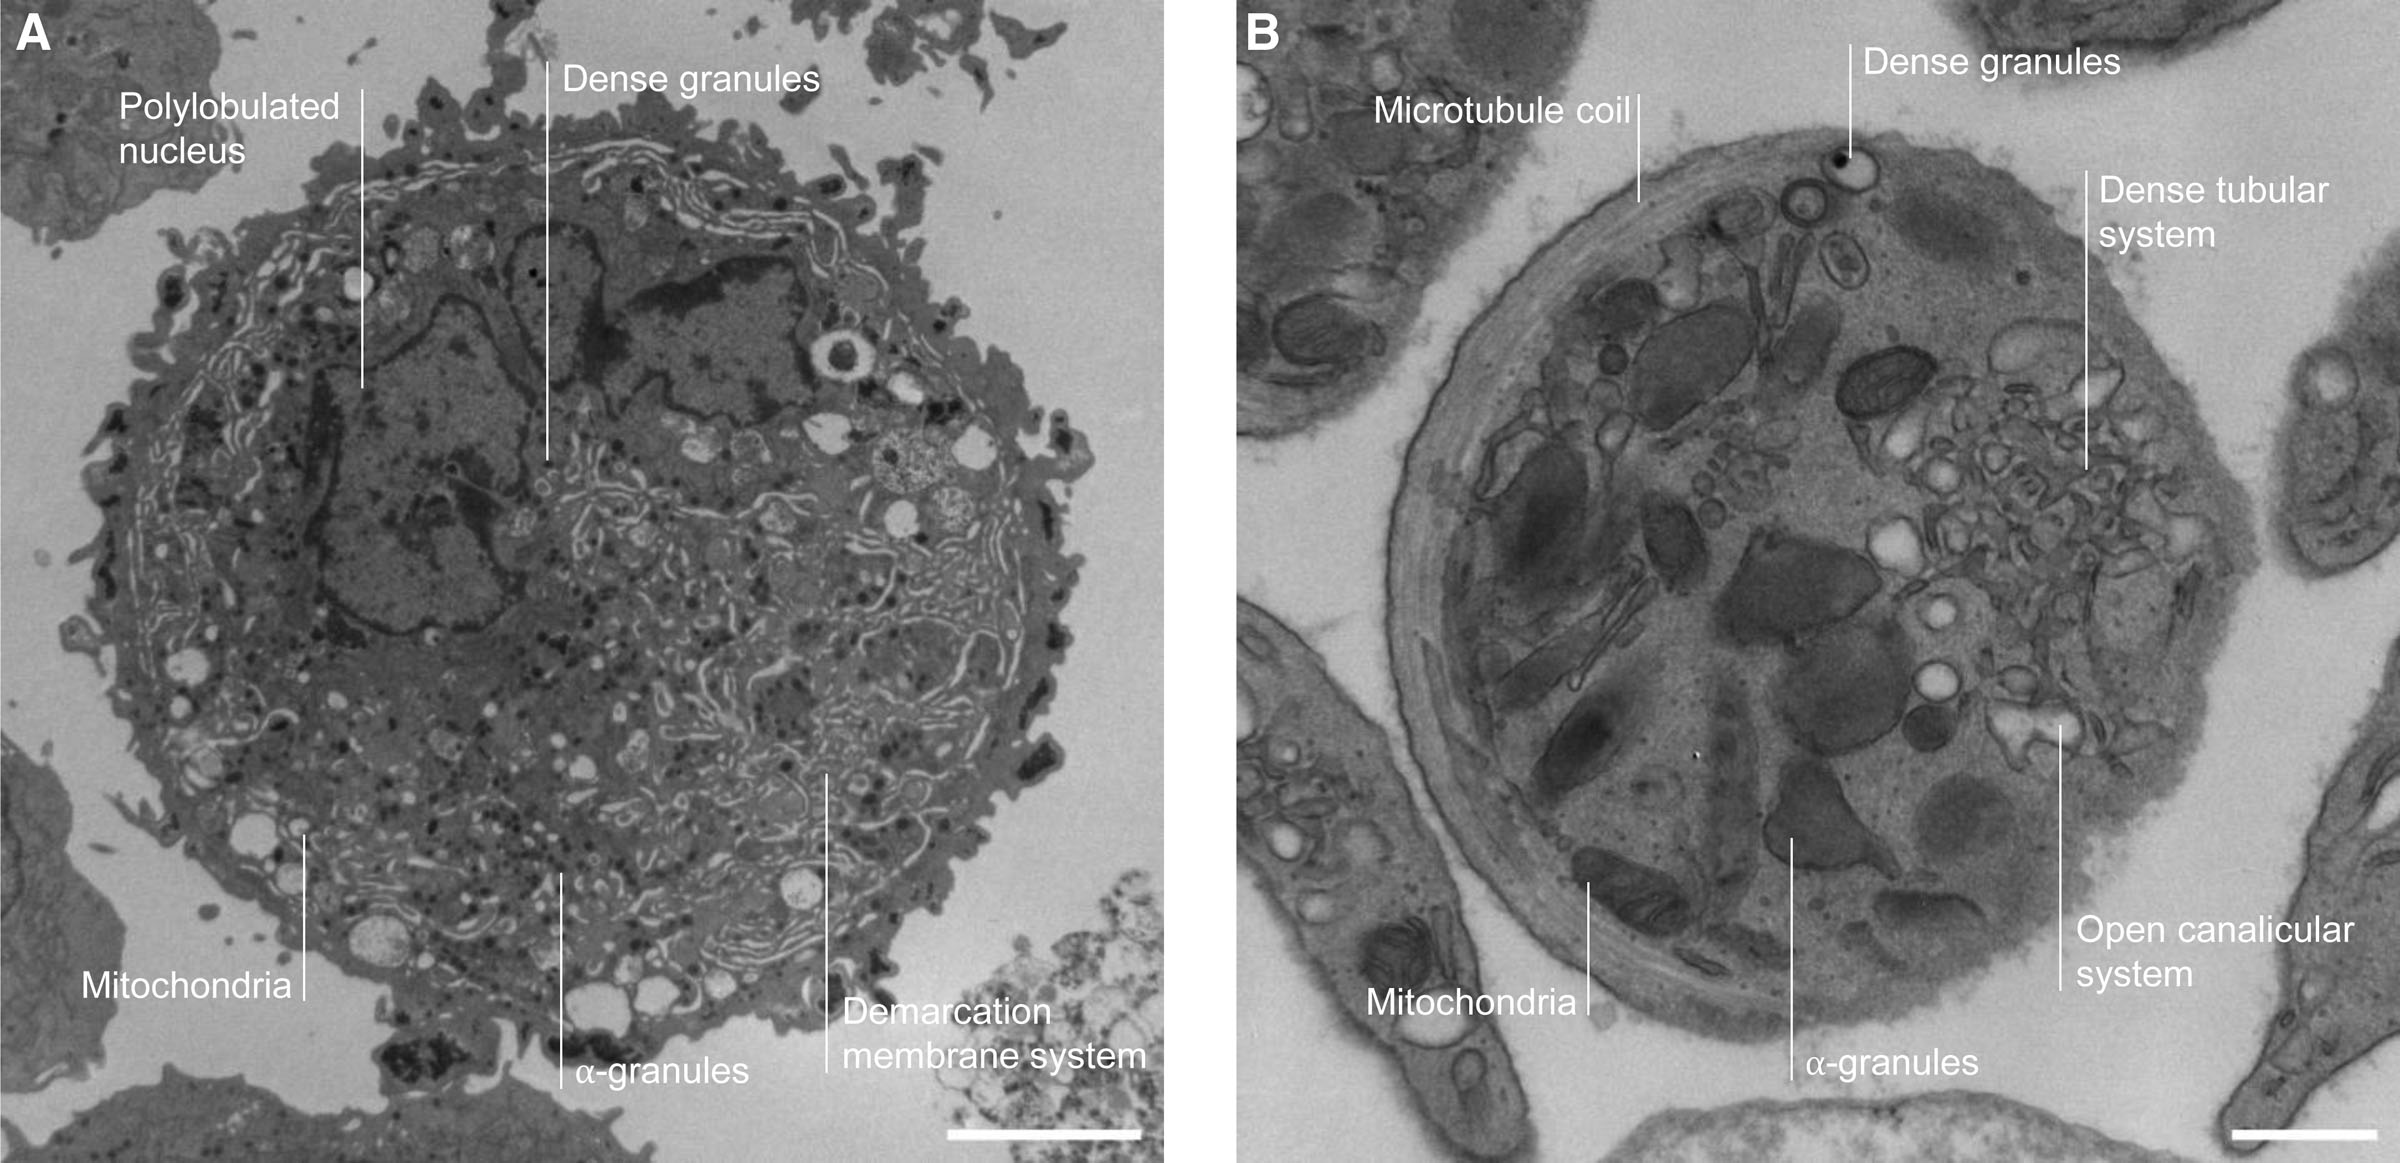 A
Polylobulated
nucleus
Dense granules
Mitochondria
α-granules
Demarcation
membrane system
B
Microtubule coil
Dense granules
Dense tubular
system
Mitochondria
α-granules
Open canalicular
system